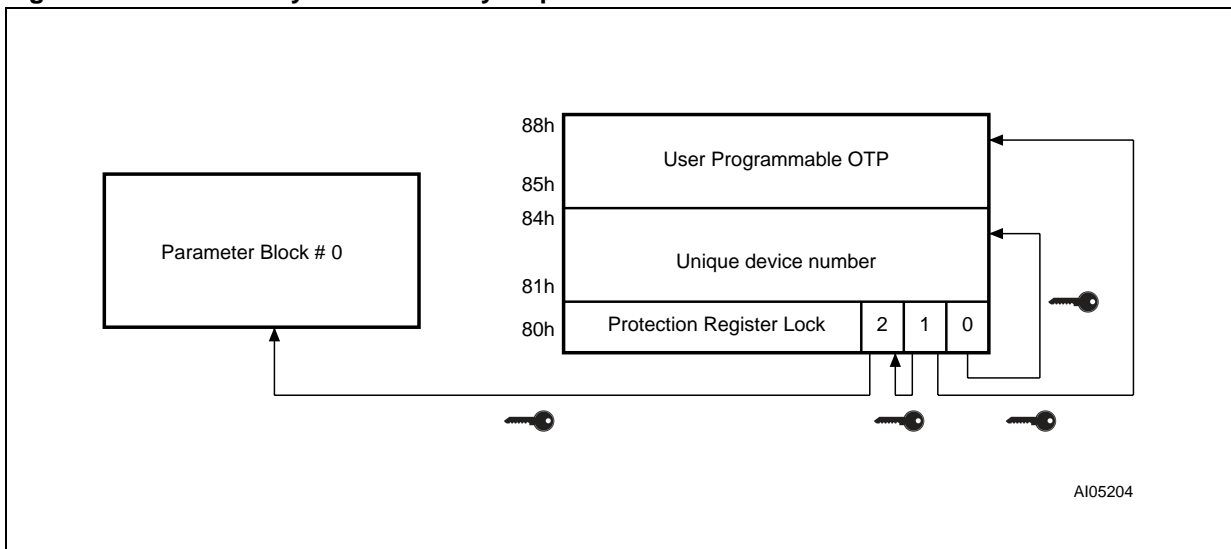 88h
User Programmable OTP
85h
84h
Parameter Block # 0
Unique device number
81h
80h
Protection Register Lock 2 1 0
AI05204